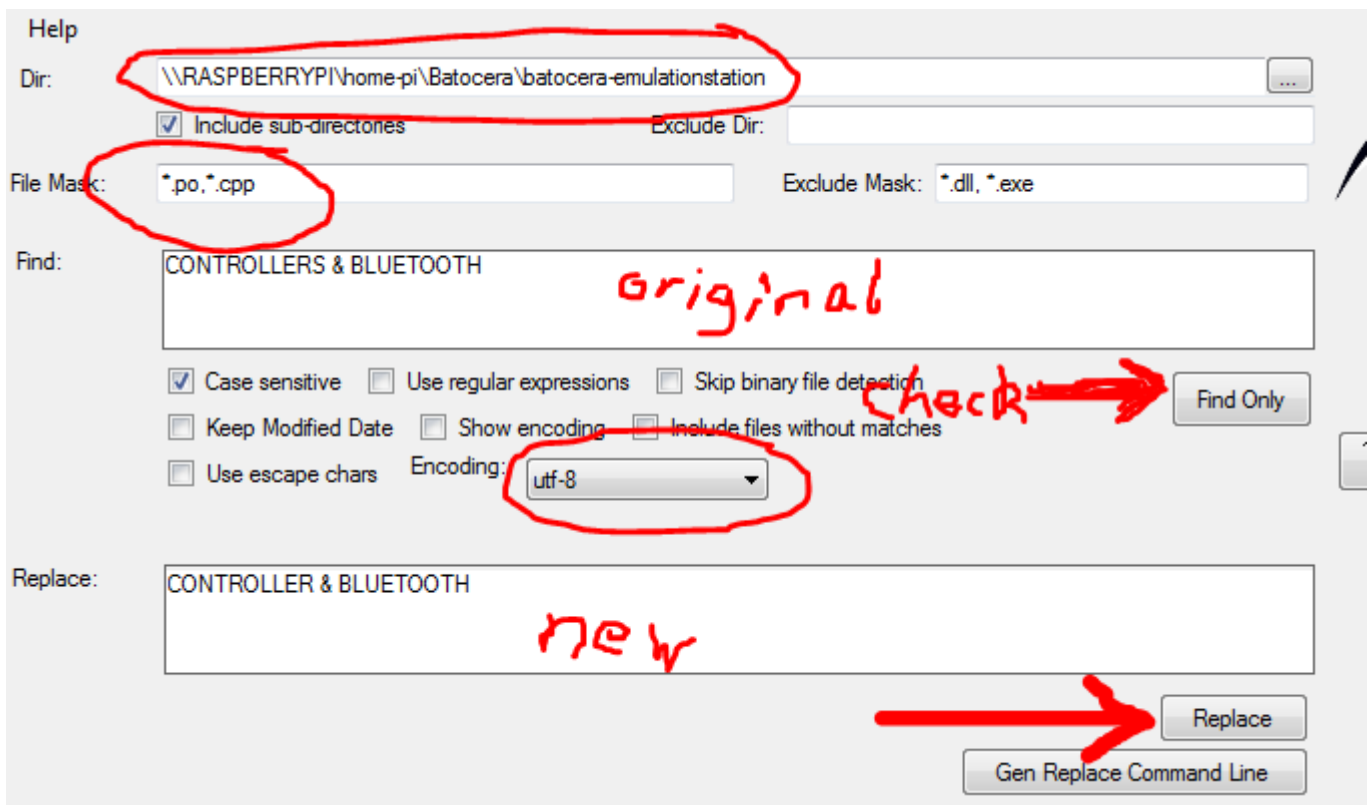 Help
Dir: \\RASPBERRYPI\home-pi\Batocera\batocera-emulationstation ...
Include sub-directories Exclude Dir:
File Mask: *.po,*.cpp Exclude Mask: *.dll, *.exe
Find: CONTROLLERS & BLUETOOTH
original
Case sensitive Use regular expressions Skip binary file detection
check Find Only
Keep Modified Date Show encoding Include files without matches
Use escape chars Encoding: utf-8
Replace: CONTROLLER & BLUETOOTH
new
Replace
Gen Replace Command Line